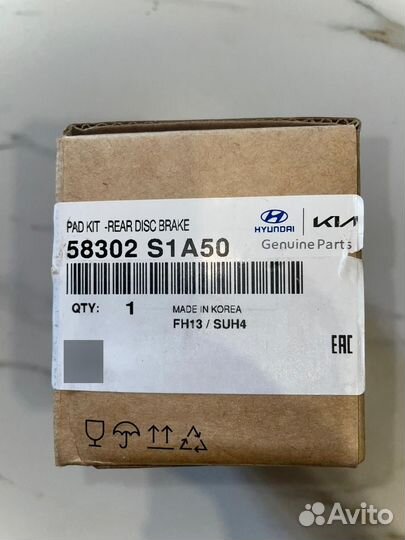 PAD KIT -REAR DISC BRAKE
HYUNDAI KIA
58302 S1A50
Genuine Parts
QTY: 1
MADE IN KOREA
FH13 / SUH4
EAC
Avito